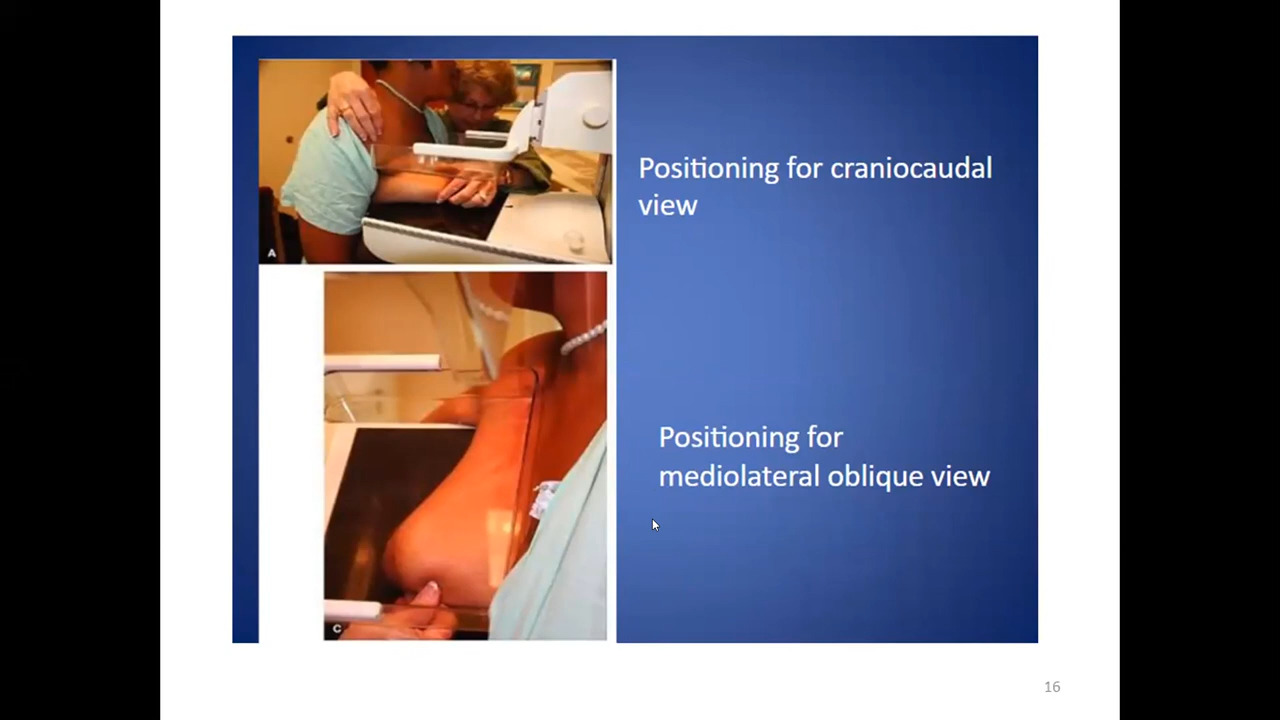 A
Positioning for craniocaudal
view
C
Positioning for
mediolateral oblique view
16